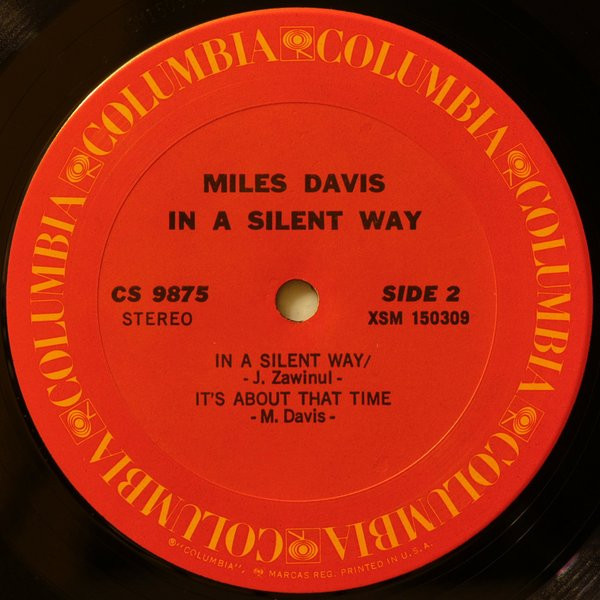 COLUMBIA COLUMBIA COLUMBIA COLUMBIA COLUMBIA COLUMBIA
MILES DAVIS
IN A SILENT WAY
CS 9875
STEREO
SIDE 2
XSM 150309
IN A SILENT WAY/
- J. Zawinul -
IT'S ABOUT THAT TIME
- M. Davis -
®"COLUMBIA", MARCAS REG. PRINTED IN U.S.A.